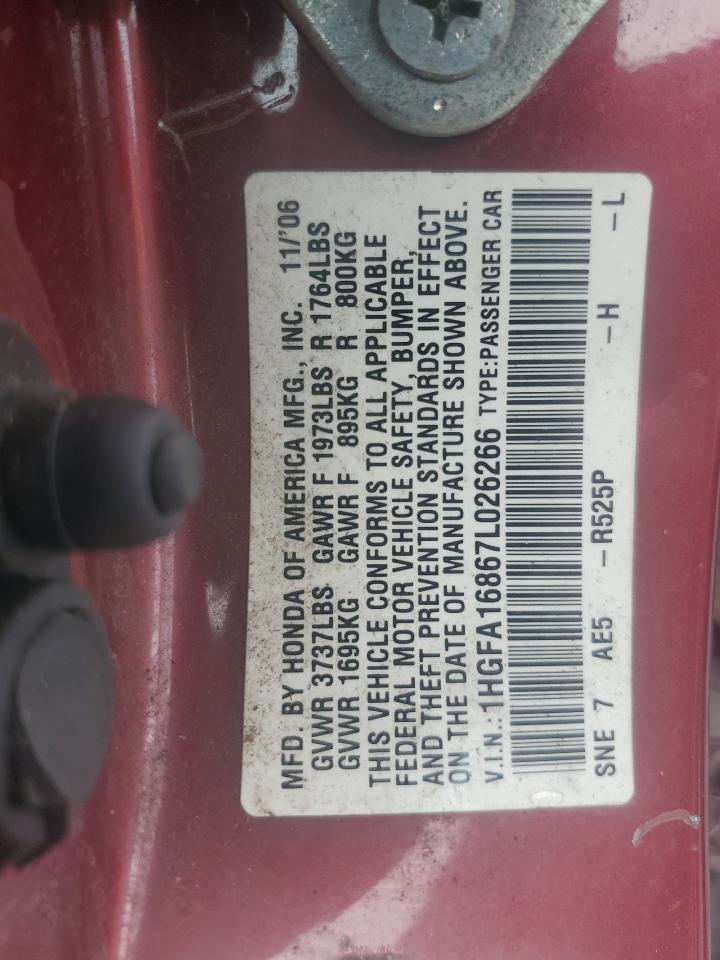 MFD. BY HONDA OF AMERICA MFG., INC. 11/'06
GVWR 3737LBS GAWR F 1973LBS R 1764LBS
GVWR 1695KG GAWR F 895KG R 800KG
THIS VEHICLE CONFORMS TO ALL APPLICABLE
FEDERAL MOTOR VEHICLE SAFETY, BUMPER,
AND THEFT PREVENTION STANDARDS IN EFFECT
ON THE DATE OF MANUFACTURE SHOWN ABOVE.
V.I.N.:1HGFA16867L026266 TYPE:PASSENGER CAR
SNE 7 AE5 -R525P -H -L